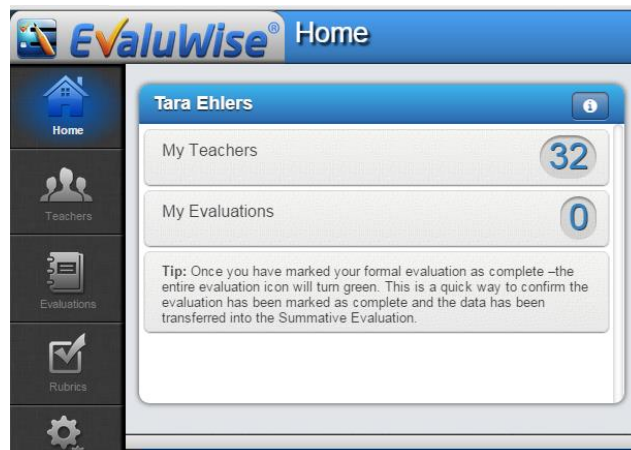 EvaluWise®
Home
Home
Tara Ehlers
i
My Teachers
32
Teachers
My Evaluations
0
Evaluations
Tip: Once you have marked your formal evaluation as complete –the
entire evaluation icon will turn green. This is a quick way to confirm the
evaluation has been marked as complete and the data has been
transferred into the Summative Evaluation.
Rubrics